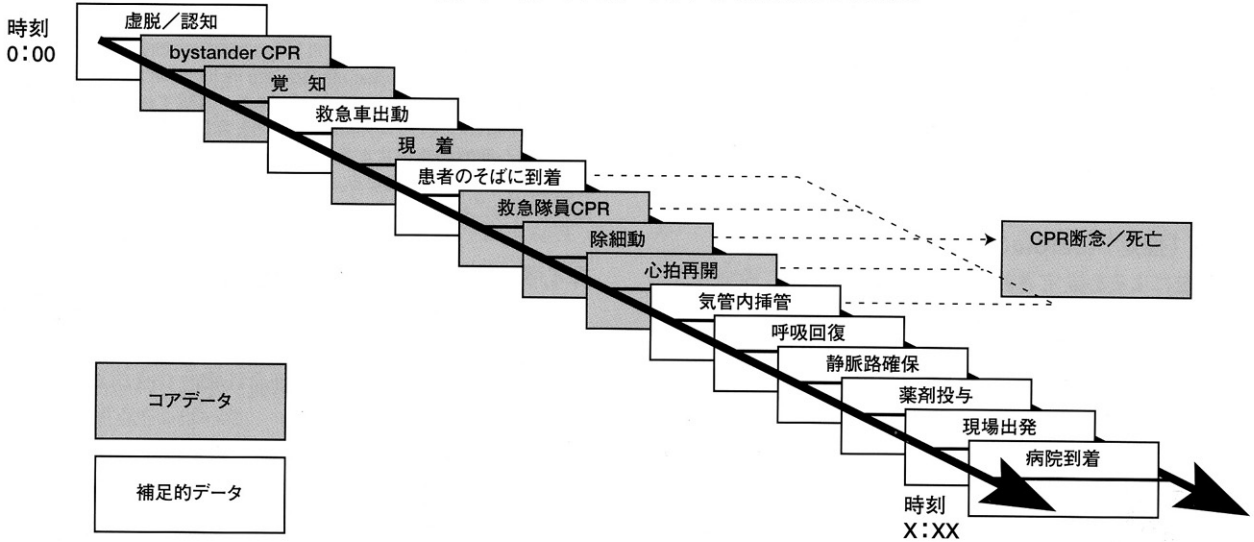 時刻
0:00
虚脱／認知
bystander CPR
覚　知
救急車出動
現　着
患者のそばに到着
救急隊員CPR
除細動
心拍再開
気管内挿管
呼吸回復
静脈路確保
薬剤投与
現場出発
病院到着
CPR断念／死亡
コアデータ
補足的データ
時刻
X:XX